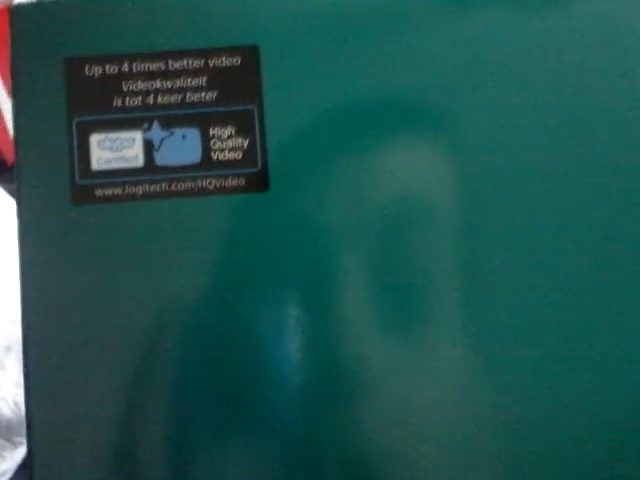 Up to 4 times better video
Videokwaliteit
is tot 4 keer beter
skype
Certified
High
Quality
Video
www.logitech.com/HQVideo